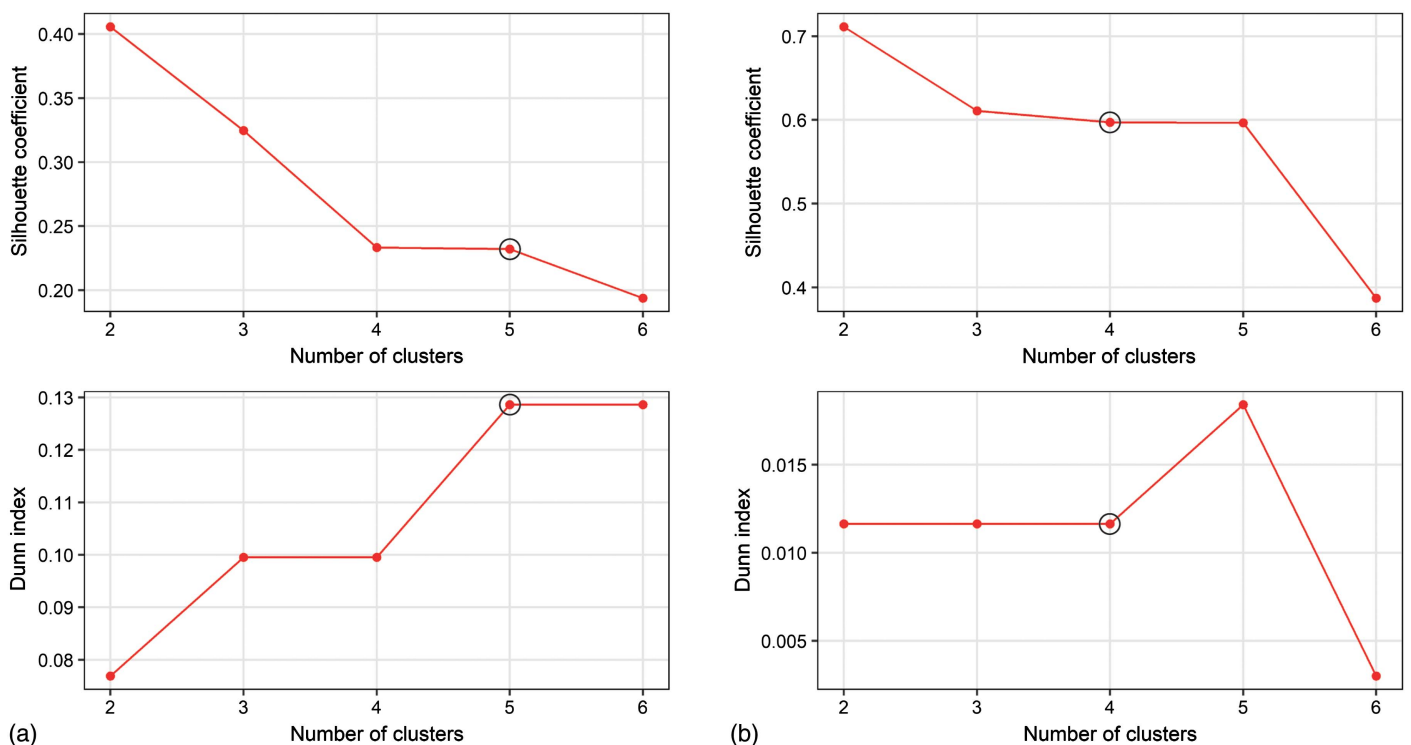 0.40
0.35
0.30
0.25
0.20
Silhouette coefficient
2 3 4 5 6
Number of clusters
0.7
0.6
0.5
0.4
Silhouette coefficient
2 3 4 5 6
Number of clusters
0.13
0.12
0.11
0.10
0.09
0.08
Dunn index
2 3 4 5 6
(a) Number of clusters
0.015
0.010
0.005
Dunn index
2 3 4 5 6
(b) Number of clusters